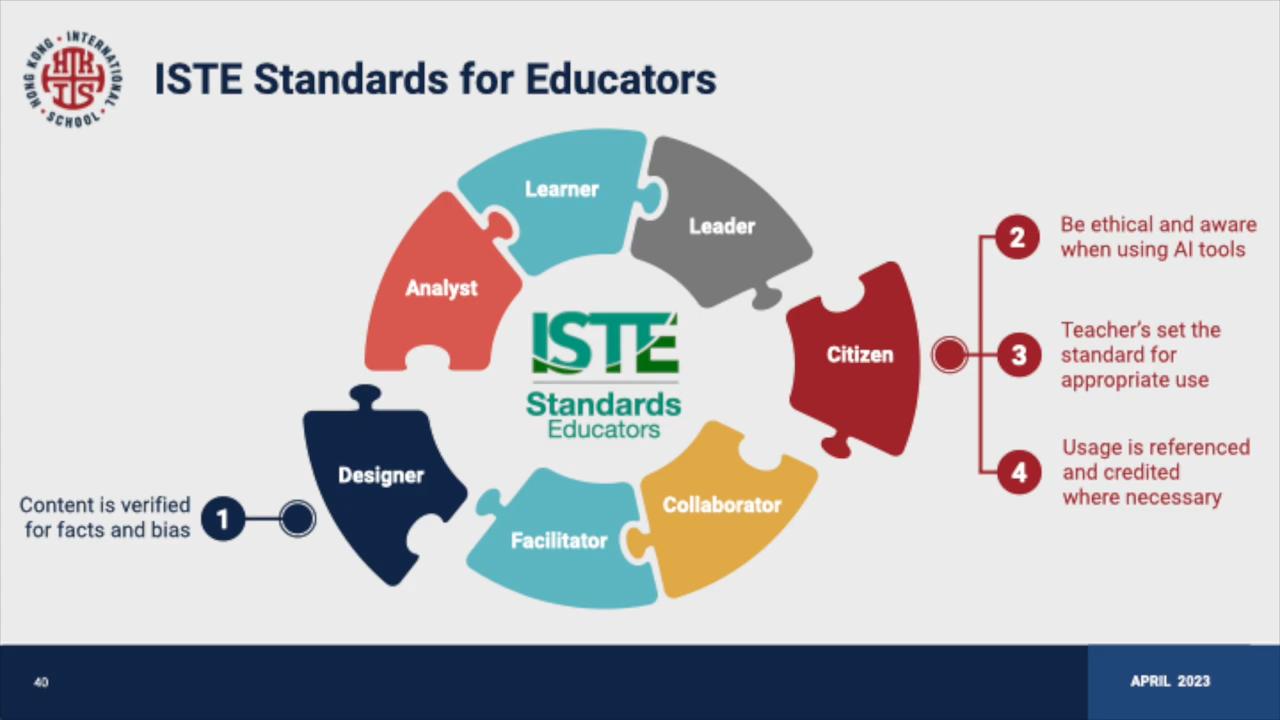 HONG KONG • INTERNATIONAL • SCHOOL •
HKIS
ISTE Standards for Educators
Learner
Leader
Analyst
Citizen
Designer
Collaborator
Facilitator
ISTE
Standards
Educators
1
Content is verified
for facts and bias
2
Be ethical and aware
when using AI tools
3
Teacher's set the
standard for
appropriate use
4
Usage is referenced
and credited
where necessary
40
APRIL 2023